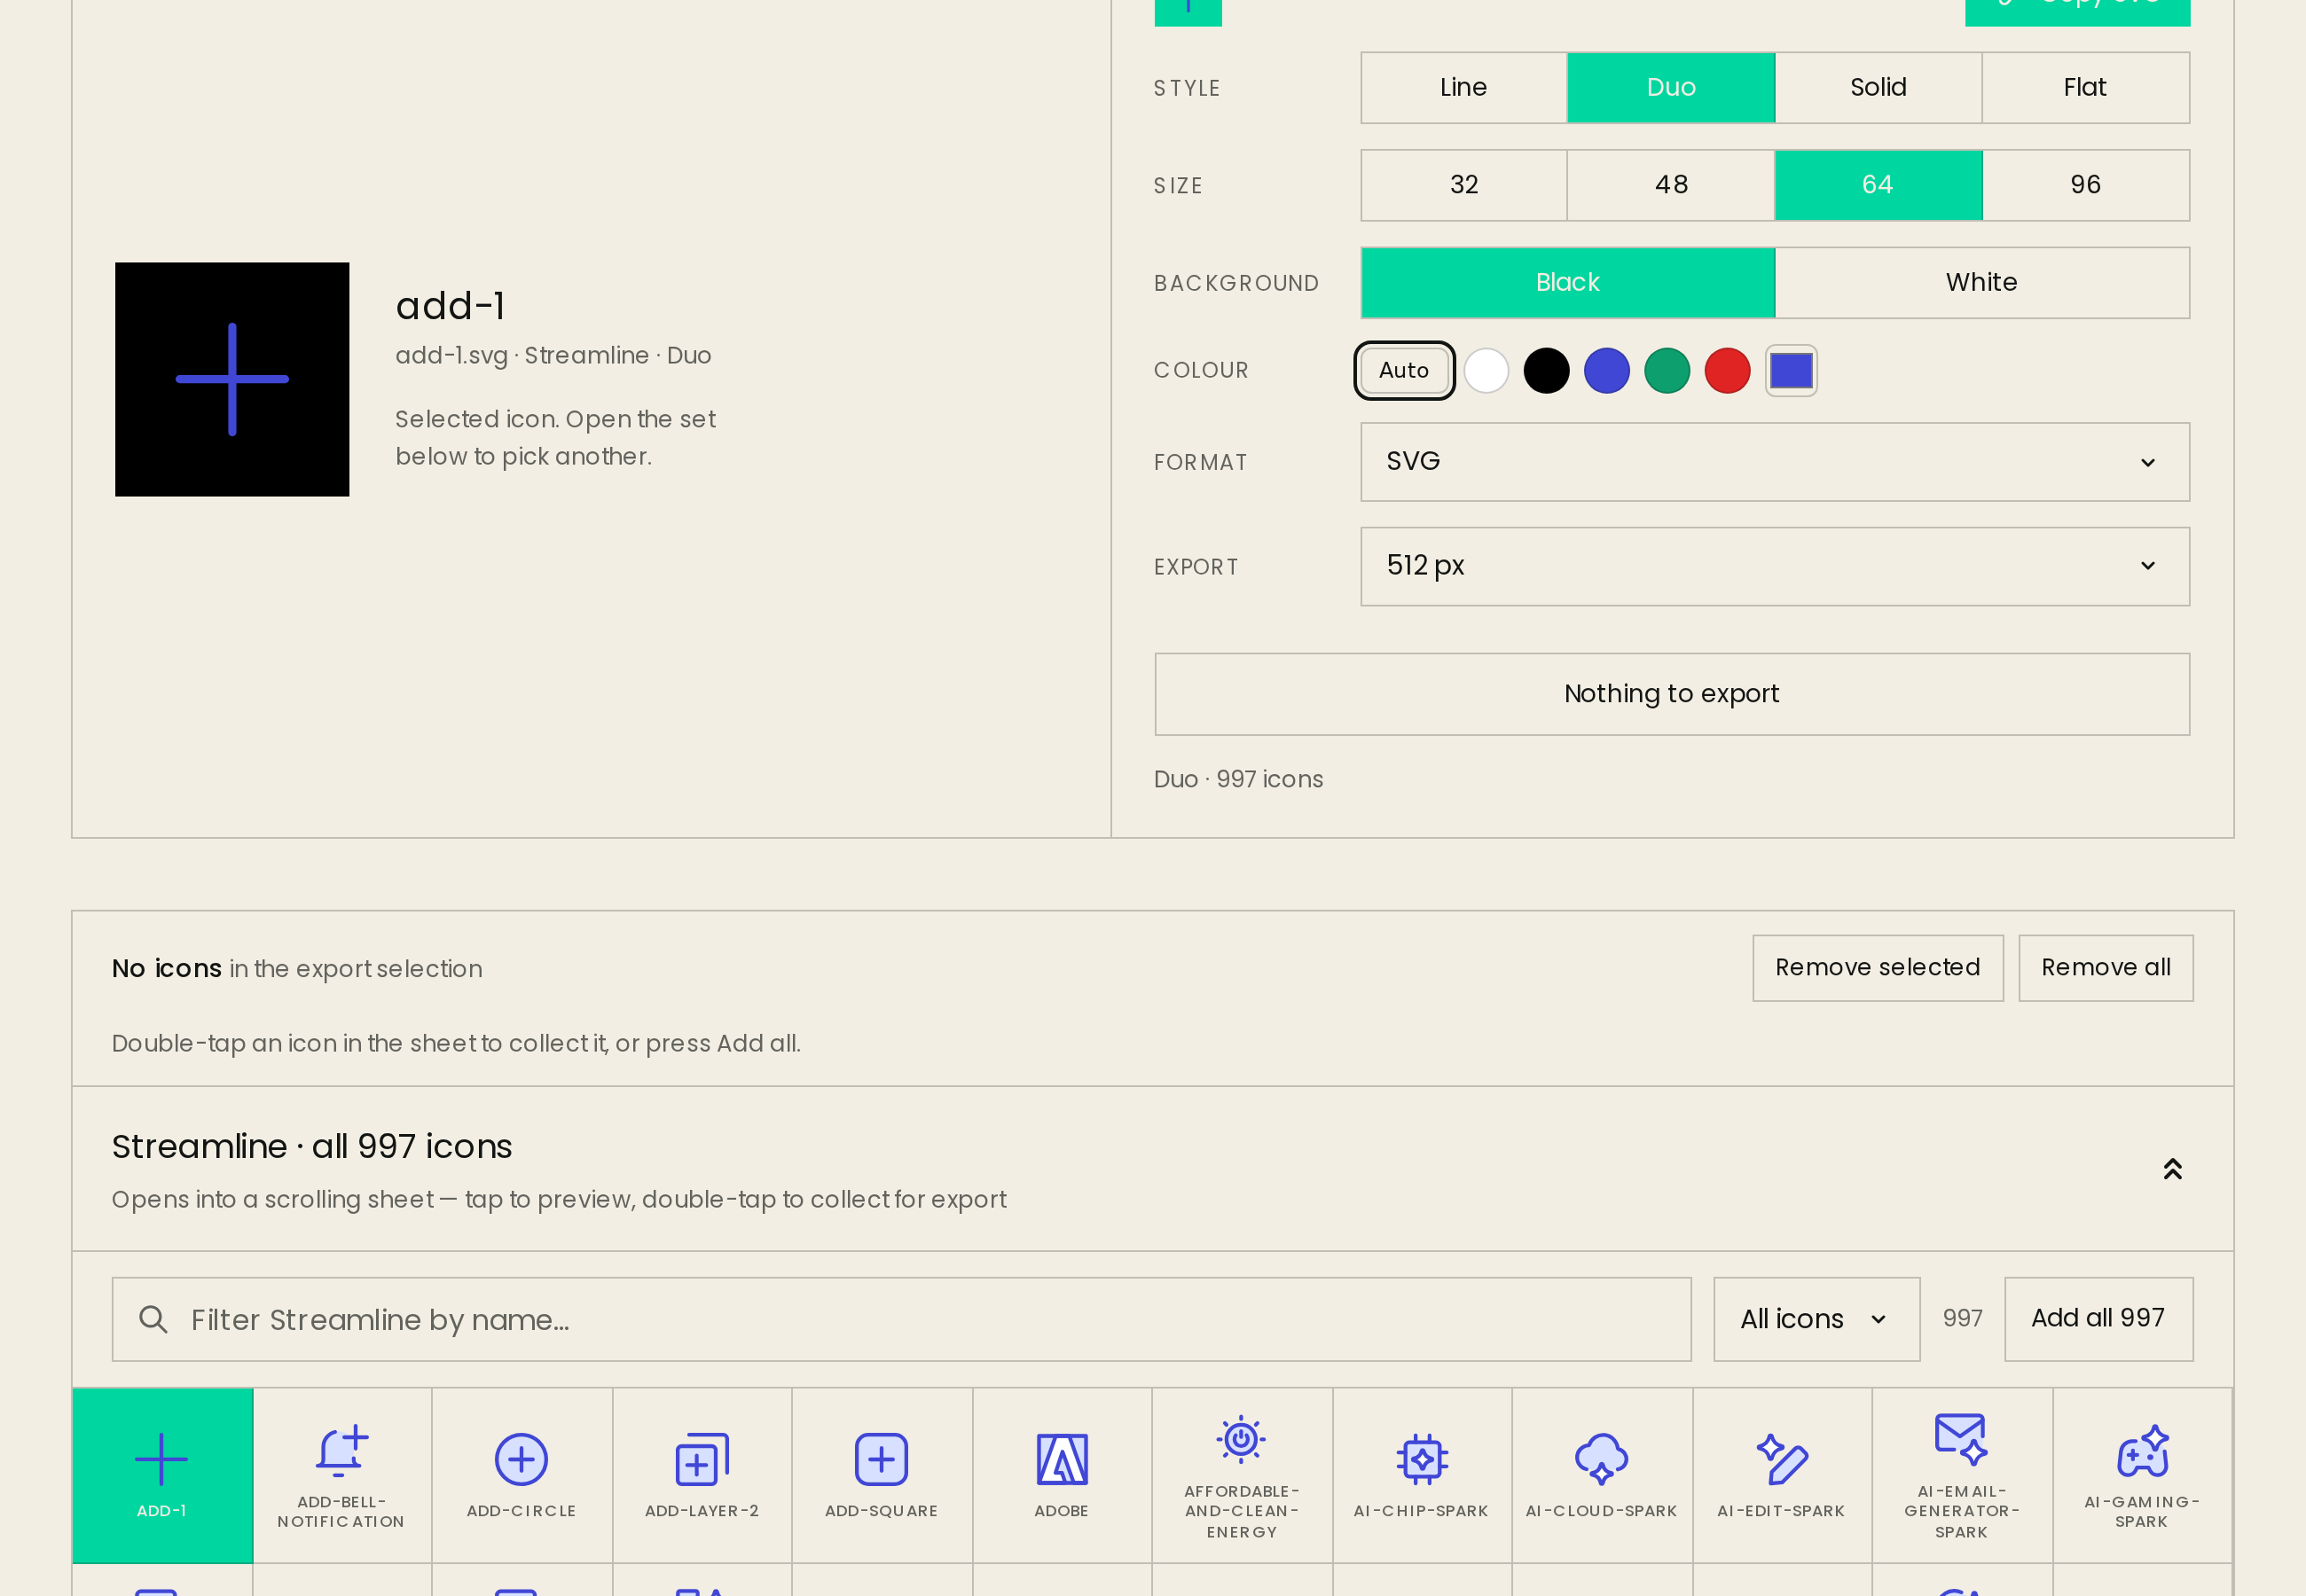 STYLE
Line
Duo
Solid
Flat
SIZE
32
48
64
96
BACKGROUND
Black
White
add-1
add-1.svg · Streamline · Duo
Selected icon. Open the set
below to pick another.
COLOUR
Auto
FORMAT
SVG
EXPORT
512 px
Nothing to export
Duo · 997 icons
No icons in the export selection
Remove selected
Remove all
Double-tap an icon in the sheet to collect it, or press Add all.
Streamline · all 997 icons
Opens into a scrolling sheet — tap to preview, double-tap to collect for export
Filter Streamline by name...
All icons
997
Add all 997
ADD-1
ADD-BELL-
NOTIFICATION
ADD-CIRCLE
ADD-LAYER-2
ADD-SQUARE
ADOBE
AFFORDABLE-
AND-CLEAN-
ENERGY
AI-CHIP-SPARK
AI-CLOUD-SPARK
AI-EDIT-SPARK
AI-EMAIL-
GENERATOR-
SPARK
AI-GAMING-
SPARK